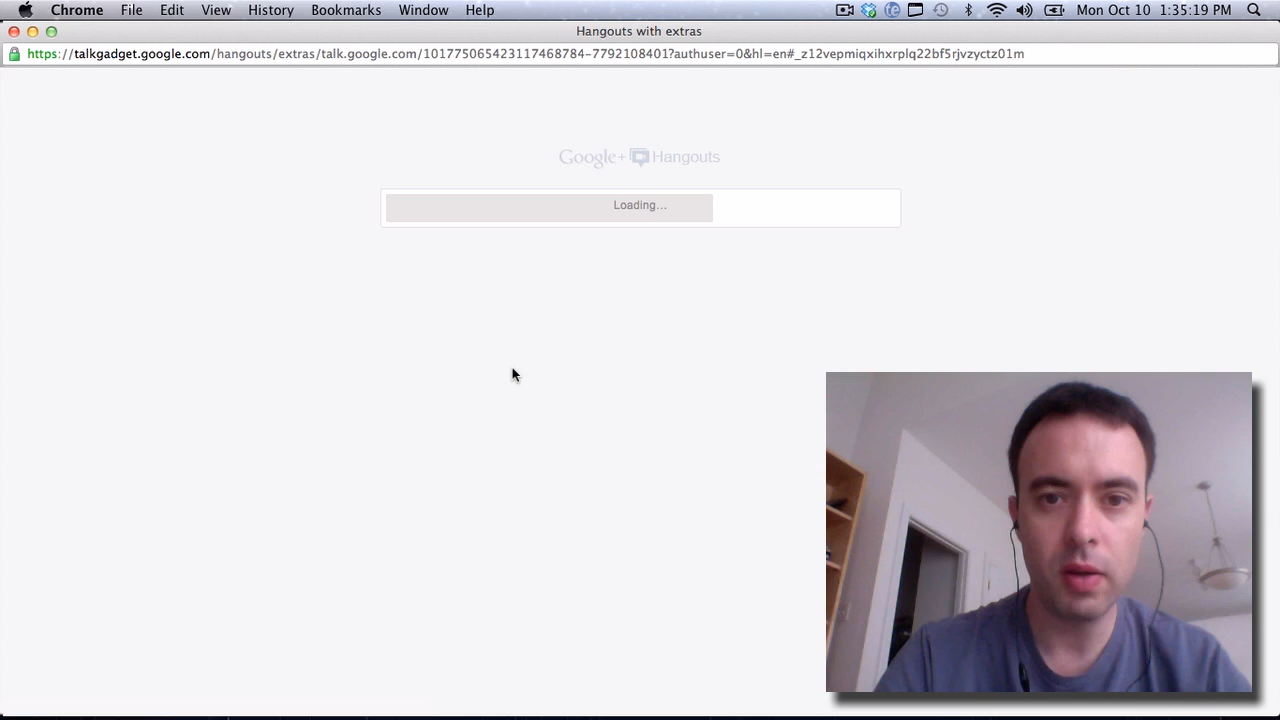 Chrome File Edit View History Bookmarks Window Help Mon Oct 10 1:35:19 PM
Hangouts with extras
https://talkgadget.google.com/hangouts/extras/talk.google.com/101775065423117468784-7792108401?authuser=0&hl=en#_z12vepmiqxihxrplq22bf5rjvzyctz01m
Google+ Hangouts
Loading...